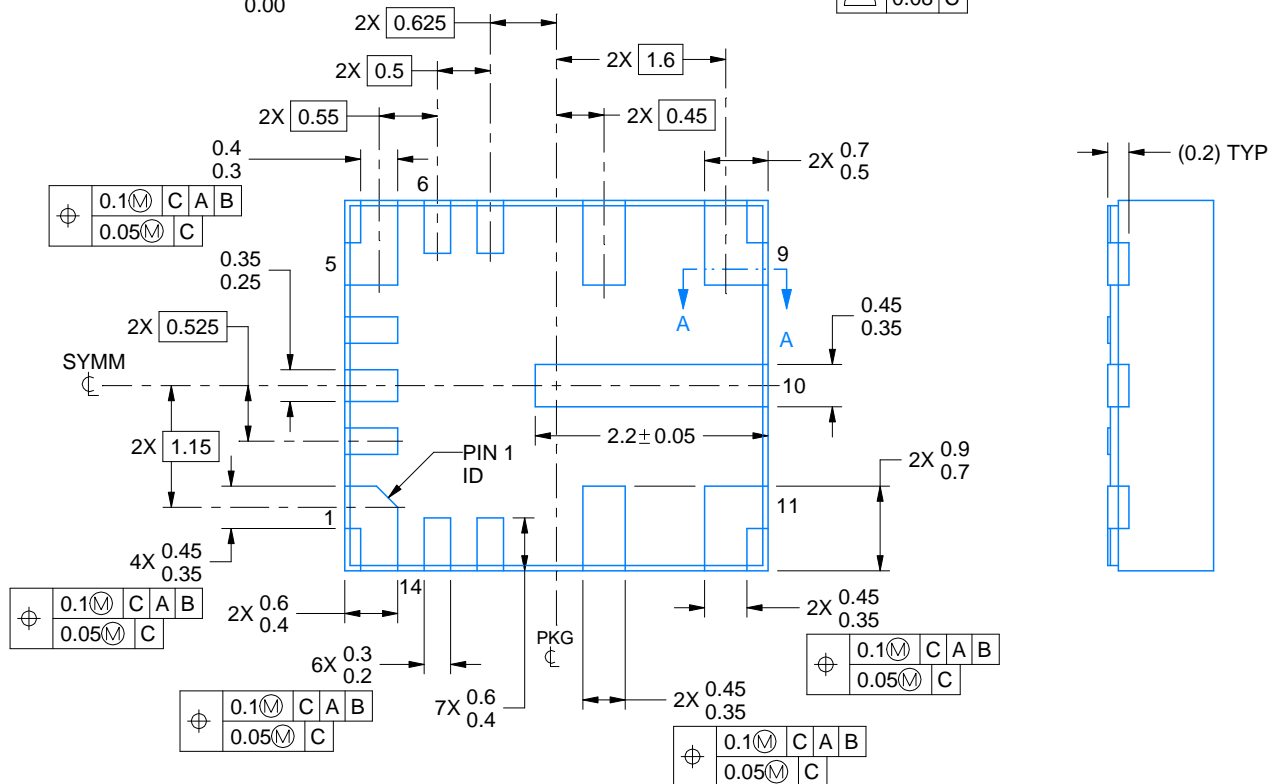 0.00
0.08 C
2X 0.625
2X 1.6
2X 0.5
2X 0.55
2X 0.45
0.4
0.3
6
2X 0.7
0.5
(0.2) TYP
0.1Ⓜ C A B
0.05Ⓜ C
5
9
0.35
0.25
A
A
0.45
0.35
2X 0.525
SYMM
℄
10
2X 1.15
2.2±0.05
PIN 1
ID
2X 0.9
0.7
1
11
4X 0.45
0.35
14
0.1Ⓜ C A B
0.05Ⓜ C
2X 0.6
0.4
2X 0.45
0.35
PKG
℄
0.1Ⓜ C A B
0.05Ⓜ C
6X 0.3
0.2
7X 0.6
0.4
2X 0.45
0.35
0.1Ⓜ C A B
0.05Ⓜ C
0.1Ⓜ C A B
0.05Ⓜ C